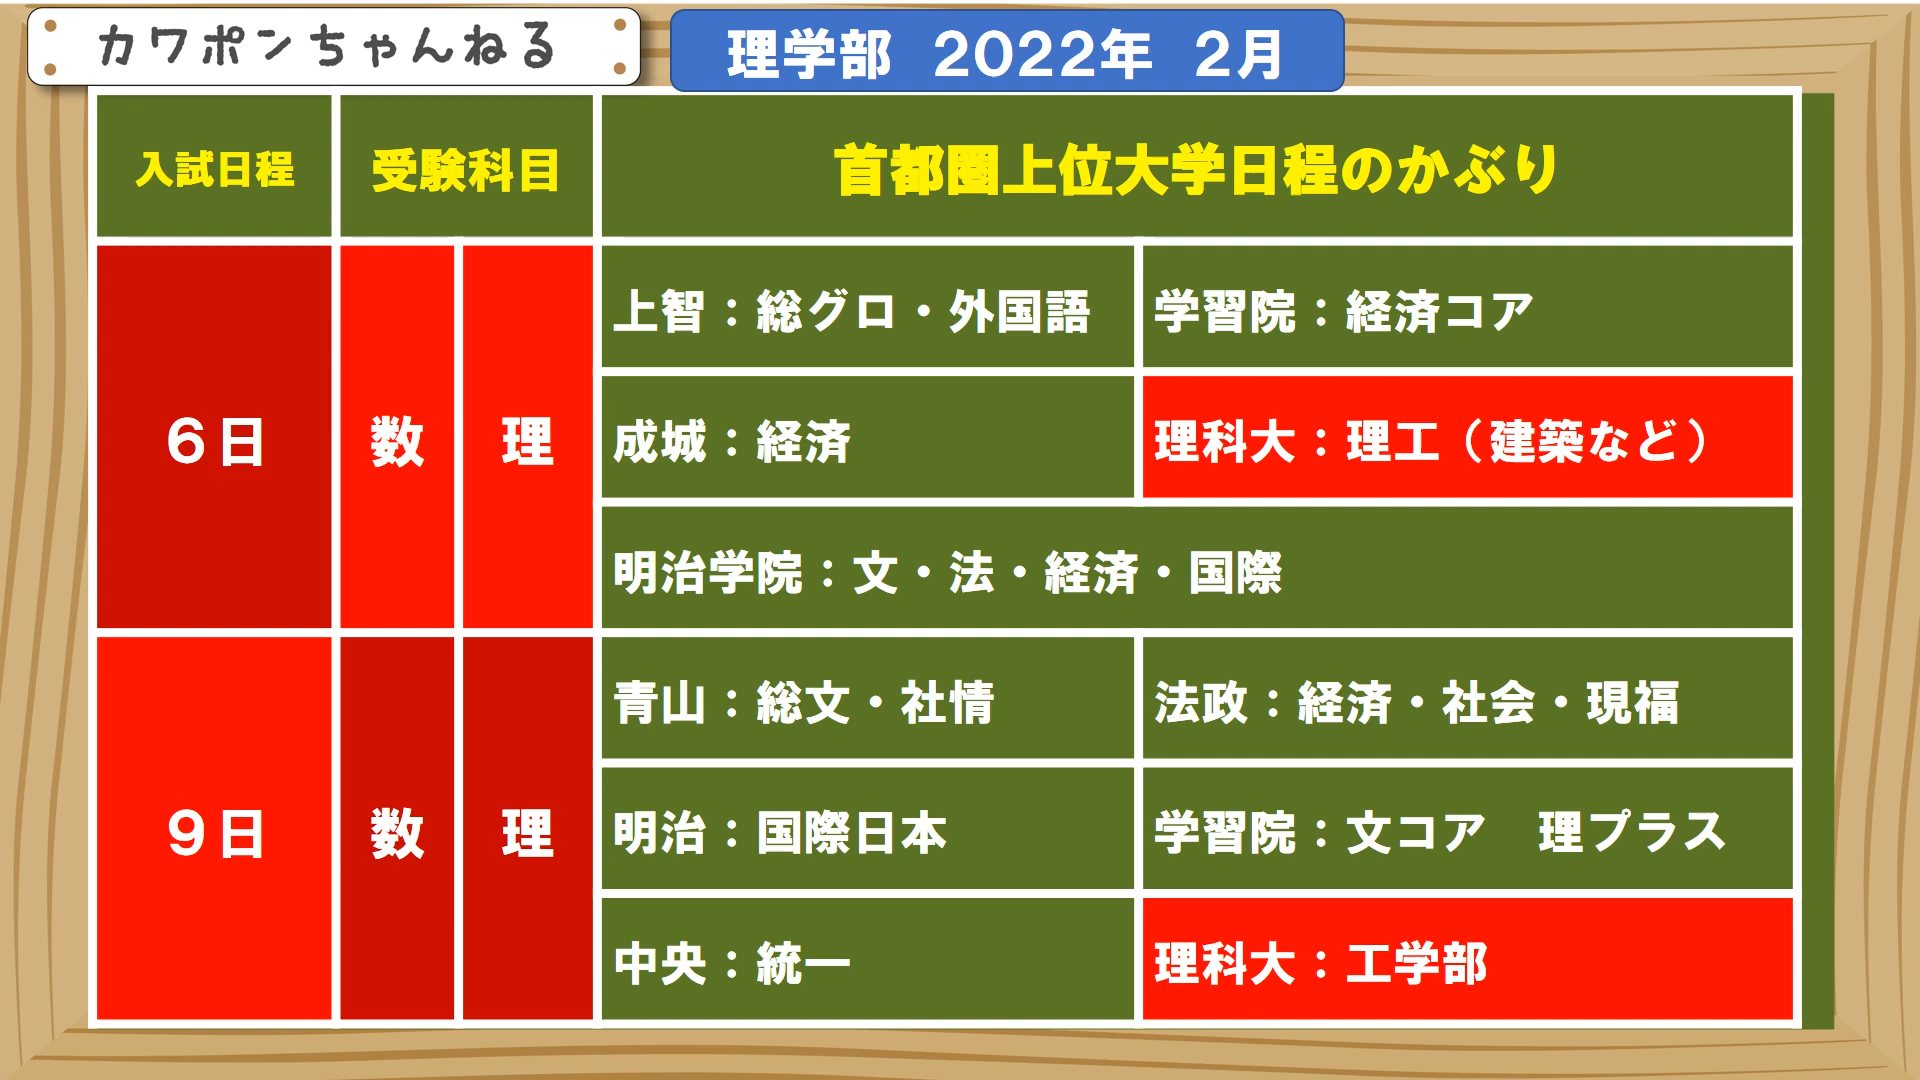 カワポンちゃんねる
理学部　2022年　2月
入試日程
受験科目
首都圏上位大学日程のかぶり
6日
数
理
上智：総グロ・外国語
学習院：経済コア
成城：経済
理科大：理工（建築など）
明治学院：文・法・経済・国際
9日
数
理
青山：総文・社情
法政：経済・社会・現福
明治：国際日本
学習院：文コア　理プラス
中央：統一
理科大：工学部